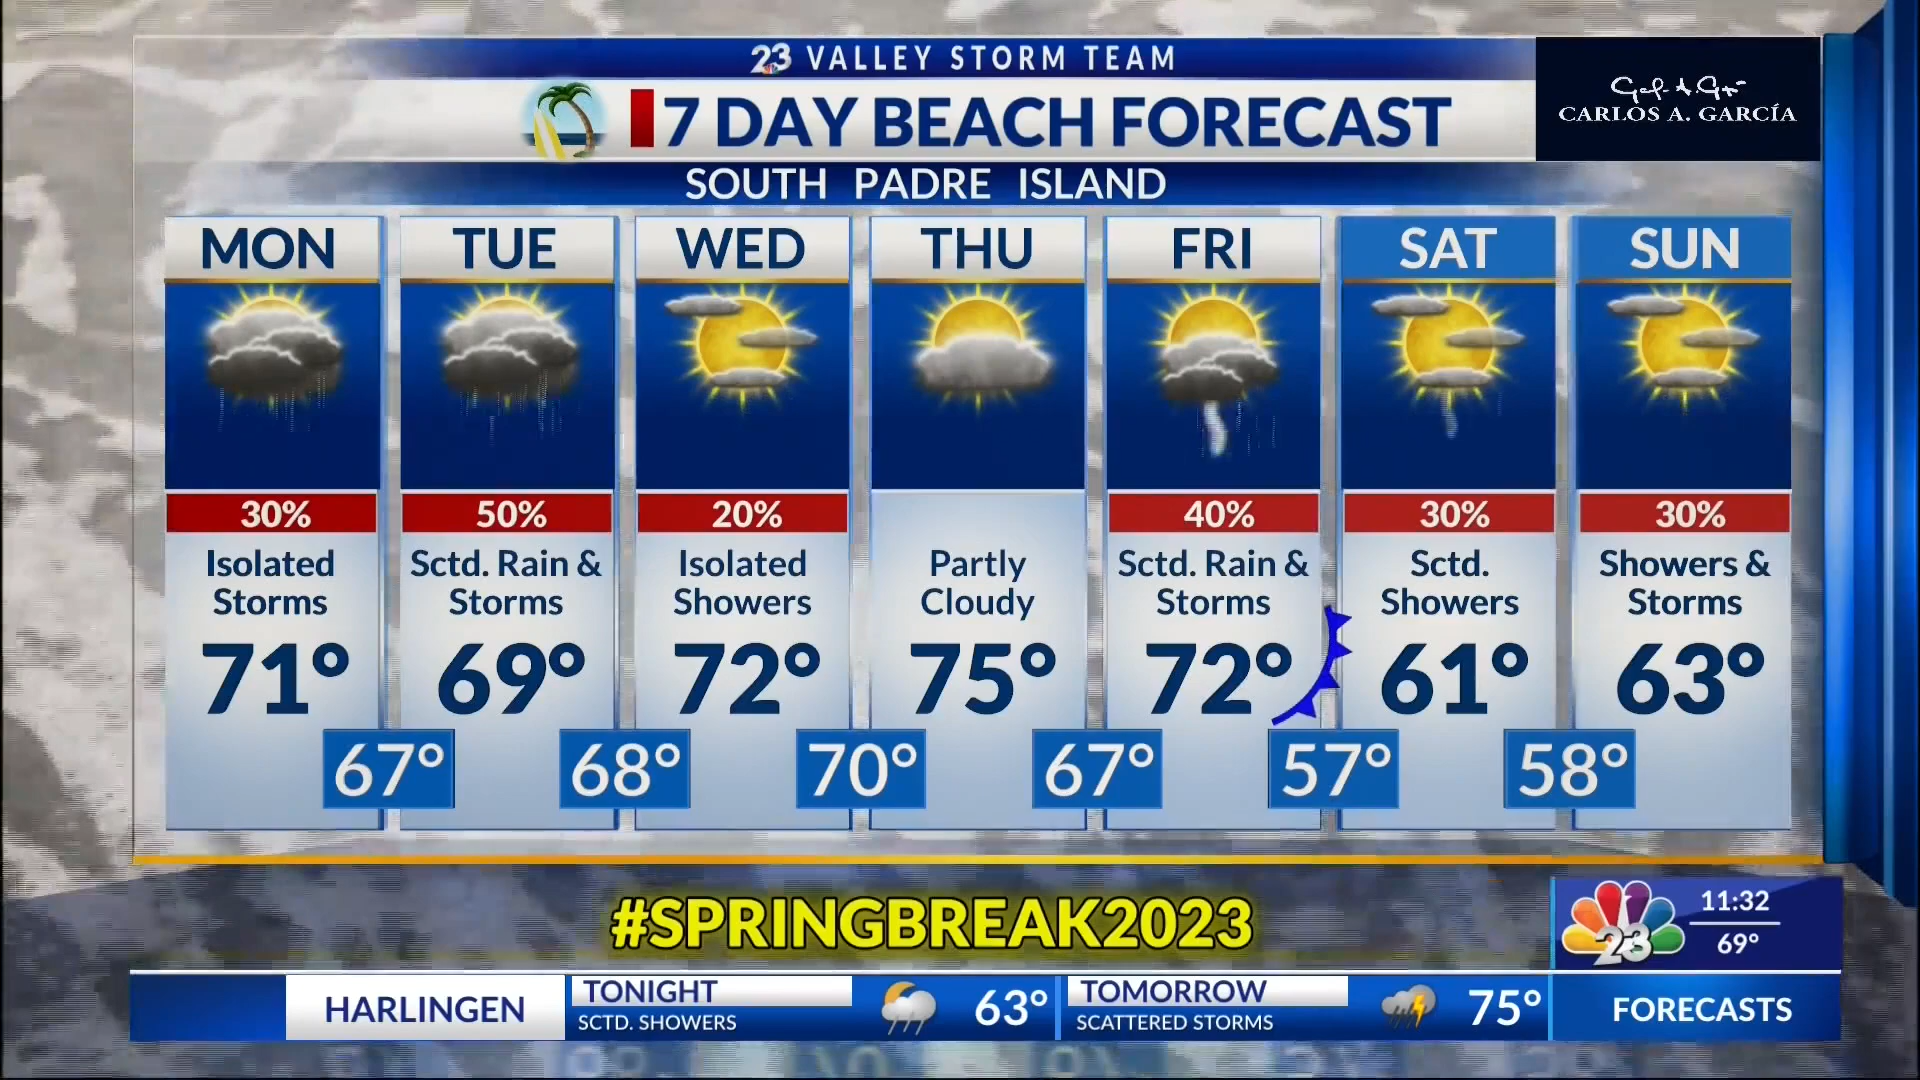 23 VALLEY STORM TEAM
7 DAY BEACH FORECAST
CARLOS A. GARCÍA
SOUTH PADRE ISLAND
MON TUE WED THU FRI SAT SUN
30% 50% 20% 40% 30% 30%
Isolated Sctd. Rain & Isolated Partly Sctd. Rain & Sctd. Showers &
Storms Storms Showers Cloudy Storms Showers Storms
71° 69° 72° 75° 72° 61° 63°
67° 68° 70° 67° 57° 58°
#SPRINGBREAK2023
23
11:32
69°
HARLINGEN
TONIGHT
SCTD. SHOWERS
63°
TOMORROW
SCATTERED STORMS
75°
FORECASTS